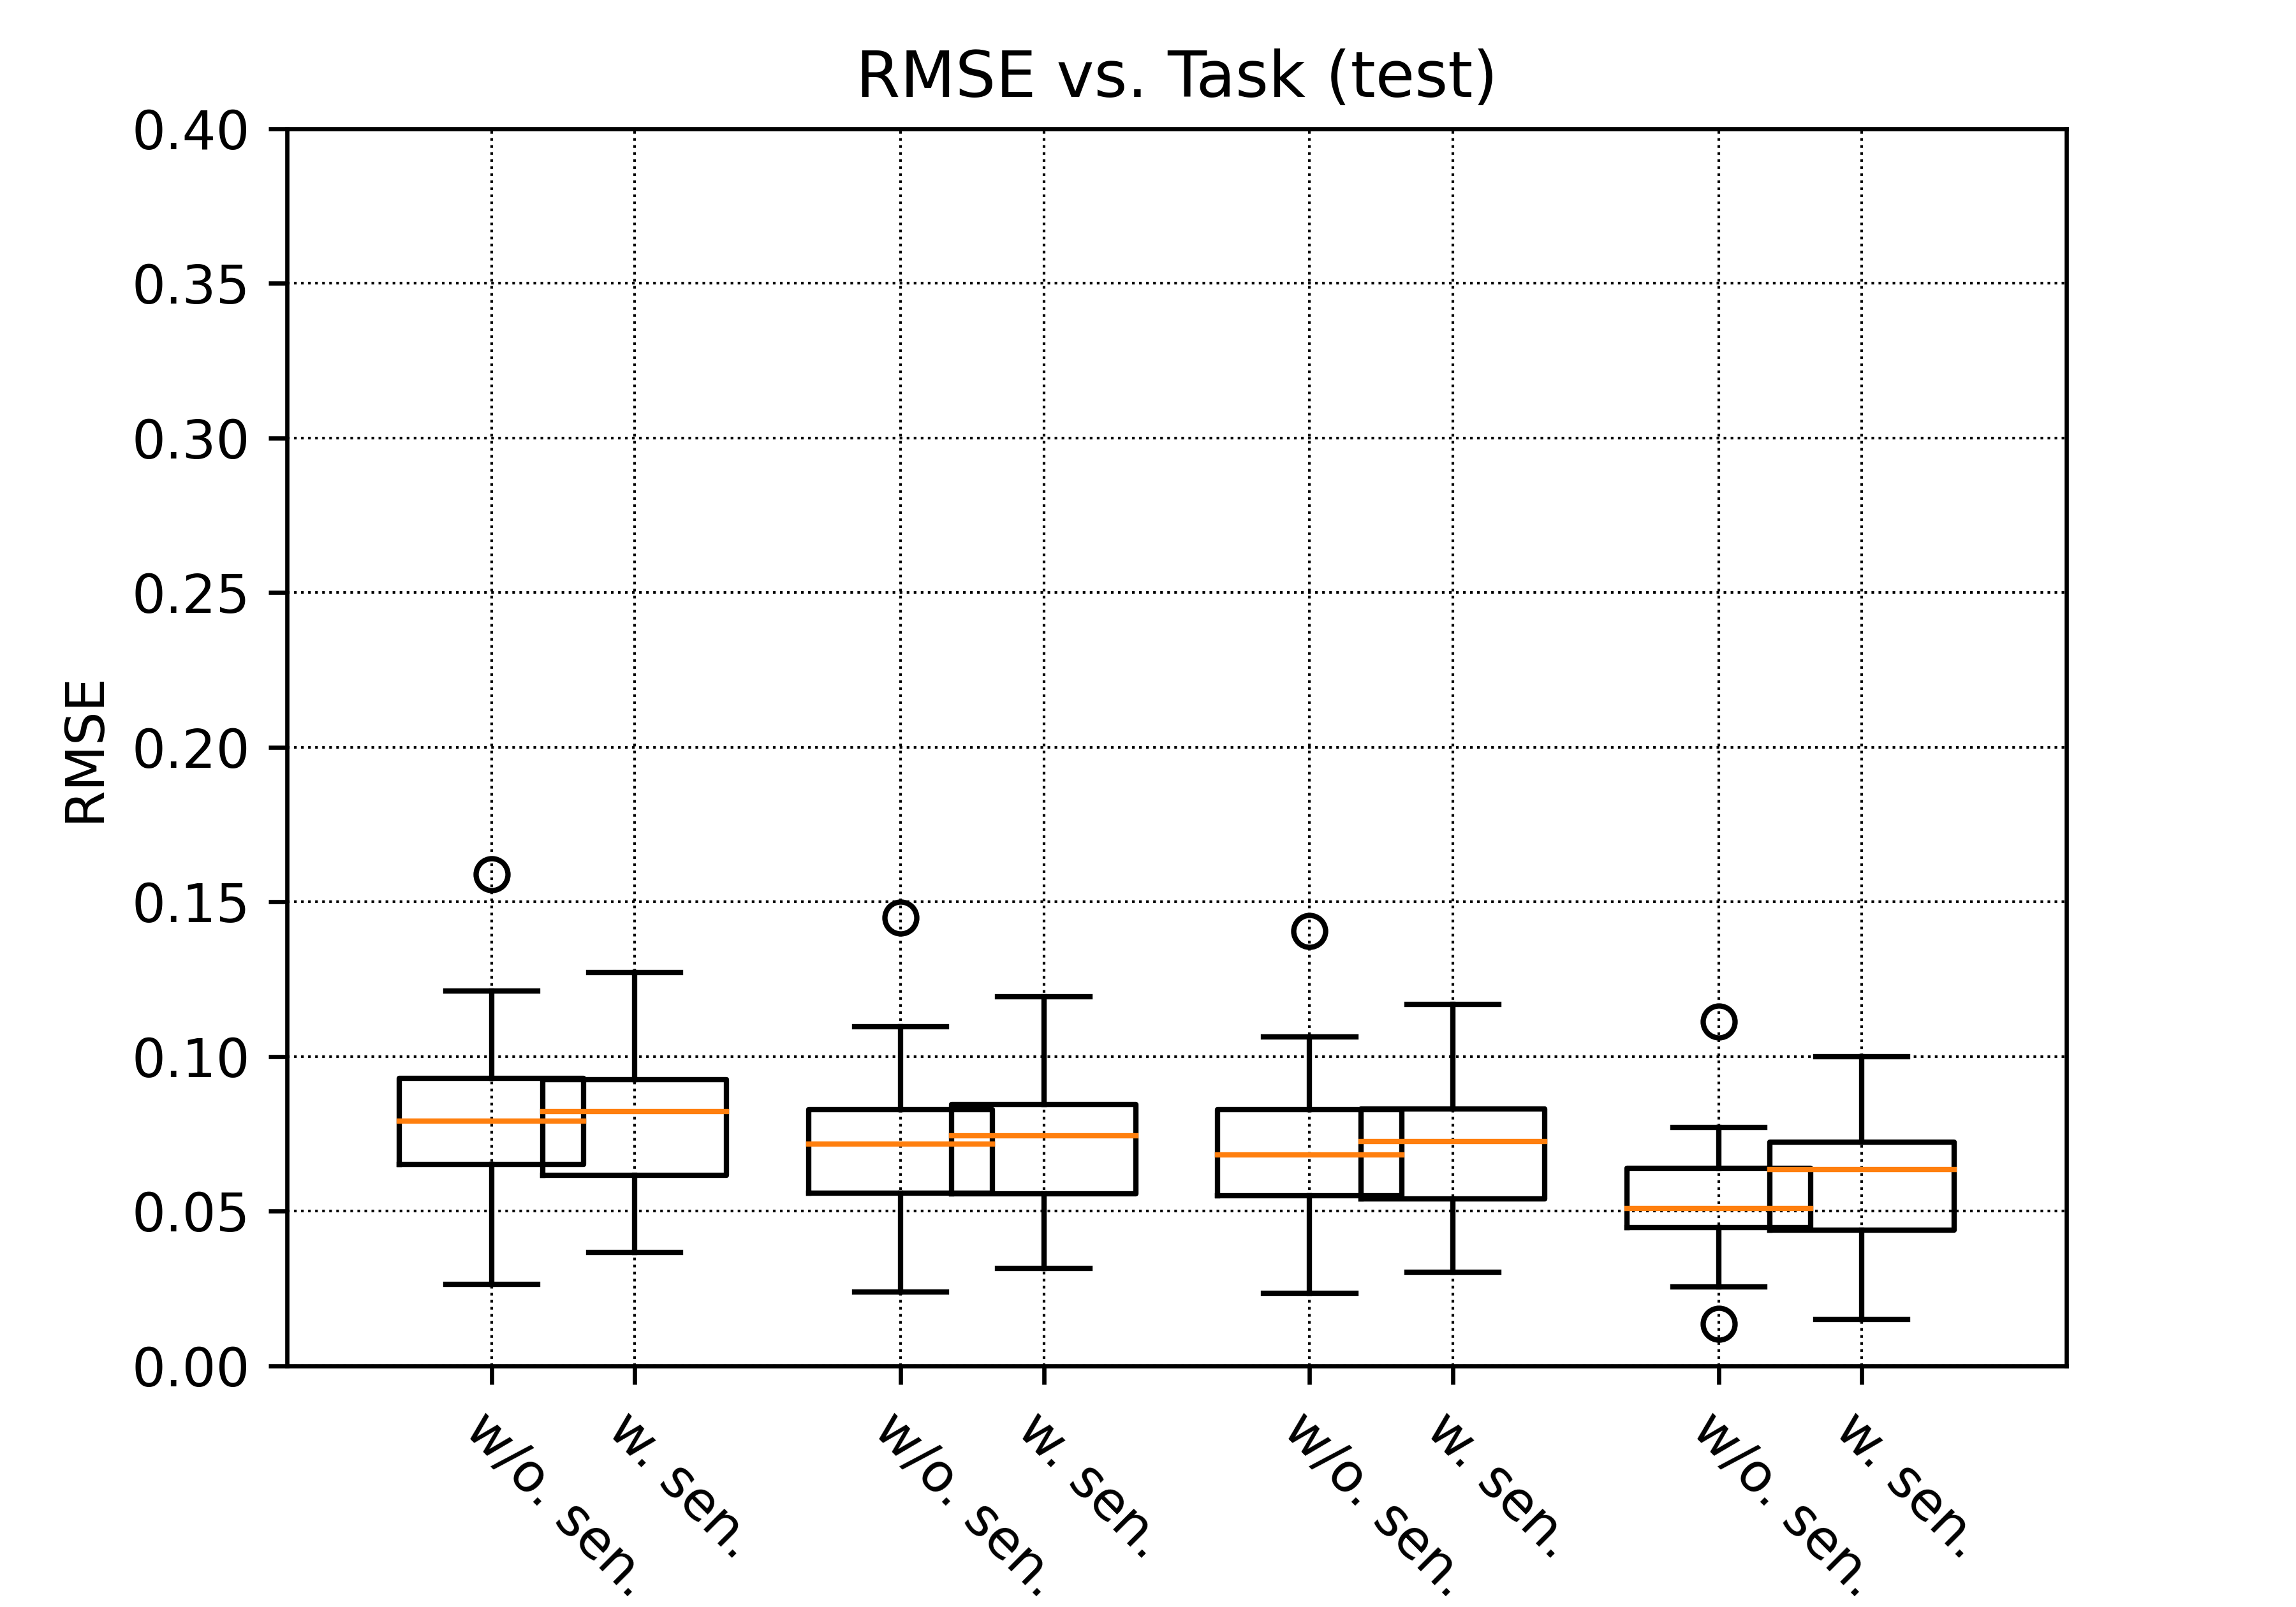 RMSE vs. Task (test)
0.40
0.35
0.30
0.25
0.20
0.15
0.10
0.05
0.00
RMSE
w/o. sen.
w. sen.
w/o. sen.
w. sen.
w/o. sen.
w. sen.
w/o. sen.
w. sen.